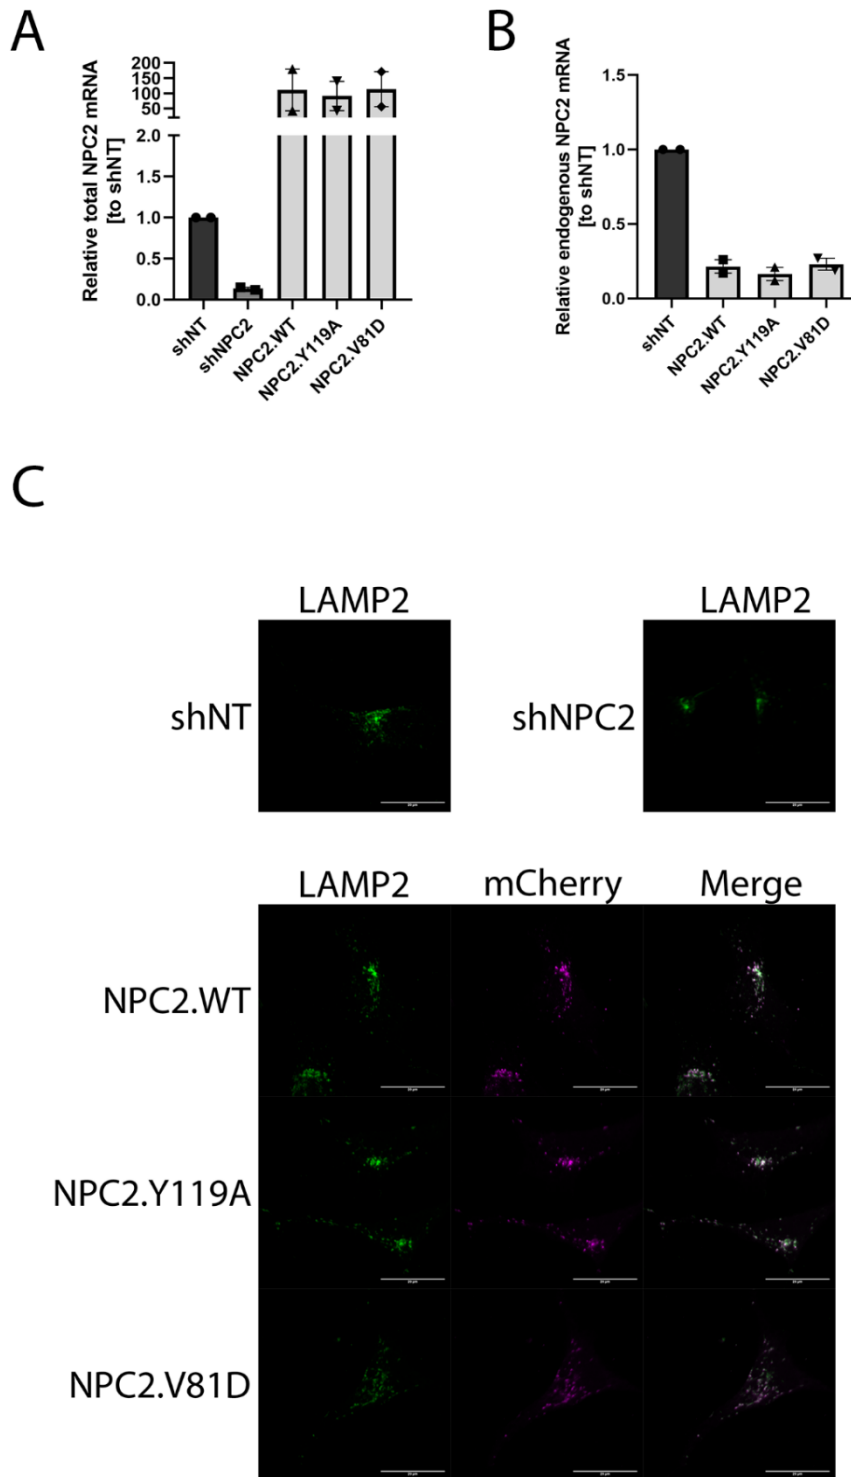 A
Relative total NPC2 mRNA
[to shNT]
200
150
100
50
2.0
1.5
1.0
0.5
0.0
shNT
shNPC2
NPC2.WT
NPC2.Y119A
NPC2.V81D
B
Relative endogenous NPC2 mRNA
[to shNT]
1.5
1.0
0.5
0.0
shNT
NPC2.WT
NPC2.Y119A
NPC2.V81D
C
LAMP2
LAMP2
shNT
shNPC2
LAMP2 mCherry Merge
NPC2.WT
NPC2.Y119A
NPC2.V81D